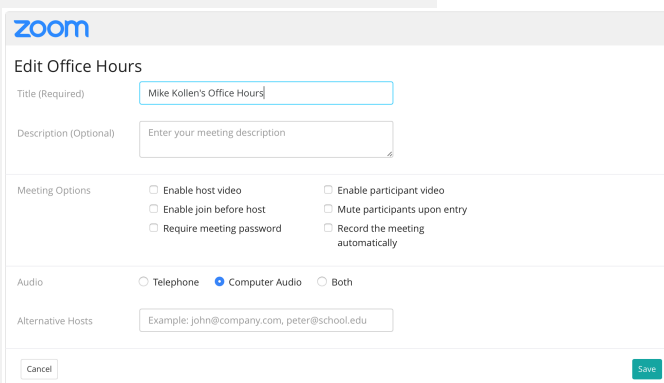 zoom
Edit Office Hours
Title (Required)
Mike Kollen's Office Hours
Description (Optional)
Enter your meeting description
Meeting Options
Enable host video
Enable participant video
Enable join before host
Mute participants upon entry
Require meeting password
Record the meeting
automatically
Audio
Telephone
Computer Audio
Both
Alternative Hosts
Example: john@company.com, peter@school.edu
Cancel
Save